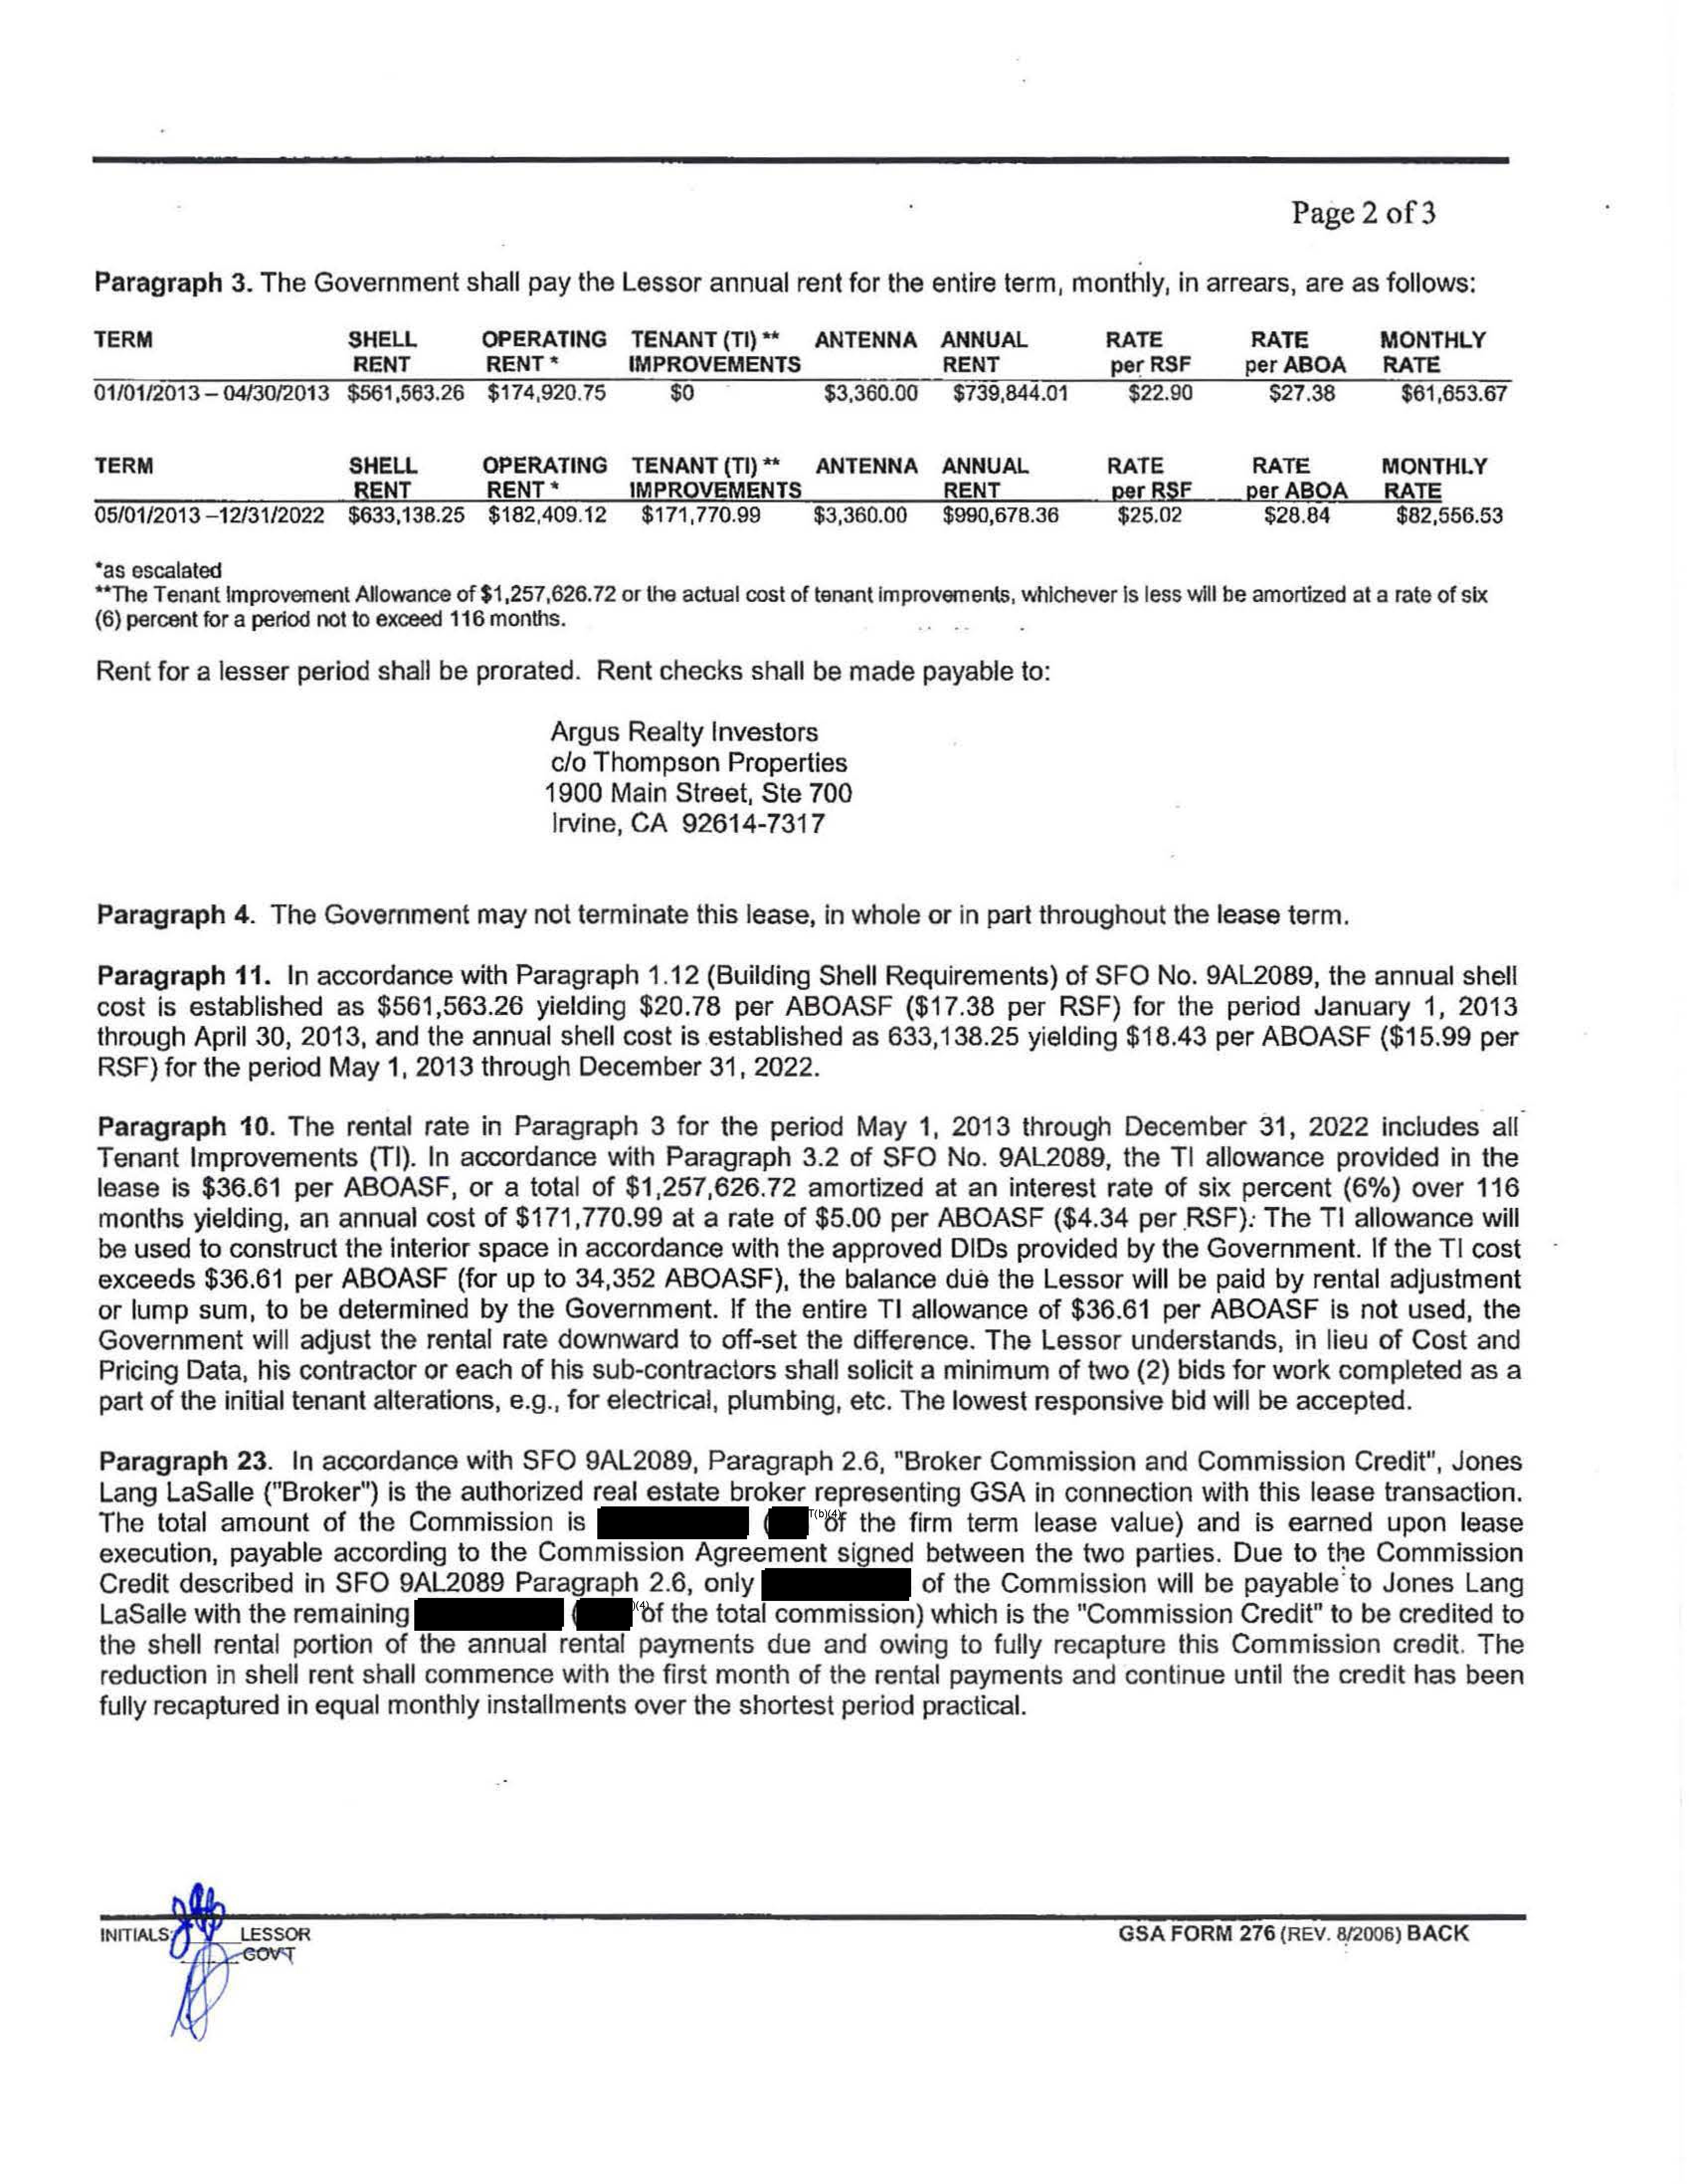 Page 2 of 3
Paragraph 3. The Government shall pay the Lessor annual rent for the entire term, monthly, in arrears, are as follows:
TERM SHELL OPERATING TENANT (TI) ** ANTENNA ANNUAL RATE RATE MONTHLY
RENT RENT * IMPROVEMENTS RENT per RSF per ABOA RATE
01/01/2013 – 04/30/2013 $561,563.26 $174,920.75 $0 $3,360.00 $739,844.01 $22.90 $27.38 $61,653.67
TERM SHELL OPERATING TENANT (TI) ** ANTENNA ANNUAL RATE RATE MONTHLY
RENT RENT * IMPROVEMENTS RENT per RSF per ABOA RATE
05/01/2013 –12/31/2022 $633,138.25 $182,409.12 $171,770.99 $3,360.00 $990,678.36 $25.02 $28.84 $82,556.53
*as escalated
**The Tenant Improvement Allowance of $1,257,626.72 or the actual cost of tenant improvements, whichever is less will be amortized at a rate of six
(6) percent for a period not to exceed 116 months.
Rent for a lesser period shall be prorated. Rent checks shall be made payable to:
Argus Realty Investors
c/o Thompson Properties
1900 Main Street, Ste 700
Irvine, CA 92614-7317
Paragraph 4. The Government may not terminate this lease, in whole or in part throughout the lease term.
Paragraph 11. In accordance with Paragraph 1.12 (Building Shell Requirements) of SFO No. 9AL2089, the annual shell
cost is established as $561,563.26 yielding $20.78 per ABOASF ($17.38 per RSF) for the period January 1, 2013
through April 30, 2013, and the annual shell cost is established as 633,138.25 yielding $18.43 per ABOASF ($15.99 per
RSF) for the period May 1, 2013 through December 31, 2022.
Paragraph 10. The rental rate in Paragraph 3 for the period May 1, 2013 through December 31, 2022 includes all
Tenant Improvements (TI). In accordance with Paragraph 3.2 of SFO No. 9AL2089, the TI allowance provided in the
lease is $36.61 per ABOASF, or a total of $1,257,626.72 amortized at an interest rate of six percent (6%) over 116
months yielding, an annual cost of $171,770.99 at a rate of $5.00 per ABOASF ($4.34 per RSF). The TI allowance will
be used to construct the interior space in accordance with the approved DIDs provided by the Government. If the TI cost
exceeds $36.61 per ABOASF (for up to 34,352 ABOASF), the balance due the Lessor will be paid by rental adjustment
or lump sum, to be determined by the Government. If the entire TI allowance of $36.61 per ABOASF is not used, the
Government will adjust the rental rate downward to off-set the difference. The Lessor understands, in lieu of Cost and
Pricing Data, his contractor or each of his sub-contractors shall solicit a minimum of two (2) bids for work completed as a
part of the initial tenant alterations, e.g., for electrical, plumbing, etc. The lowest responsive bid will be accepted.
Paragraph 23. In accordance with SFO 9AL2089, Paragraph 2.6, "Broker Commission and Commission Credit", Jones
Lang LaSalle ("Broker") is the authorized real estate broker representing GSA in connection with this lease transaction.
The total amount of the Commission is ( of the firm term lease value) and is earned upon lease
execution, payable according to the Commission Agreement signed between the two parties. Due to the Commission
Credit described in SFO 9AL2089 Paragraph 2.6, only of the Commission will be payable to Jones Lang
LaSalle with the remaining ( of the total commission) which is the "Commission Credit" to be credited to
the shell rental portion of the annual rental payments due and owing to fully recapture this Commission credit. The
reduction in shell rent shall commence with the first month of the rental payments and continue until the credit has been
fully recaptured in equal monthly installments over the shortest period practical.
INITIALS: LESSOR
GOVT
GSA FORM 276 (REV. 8/2006) BACK